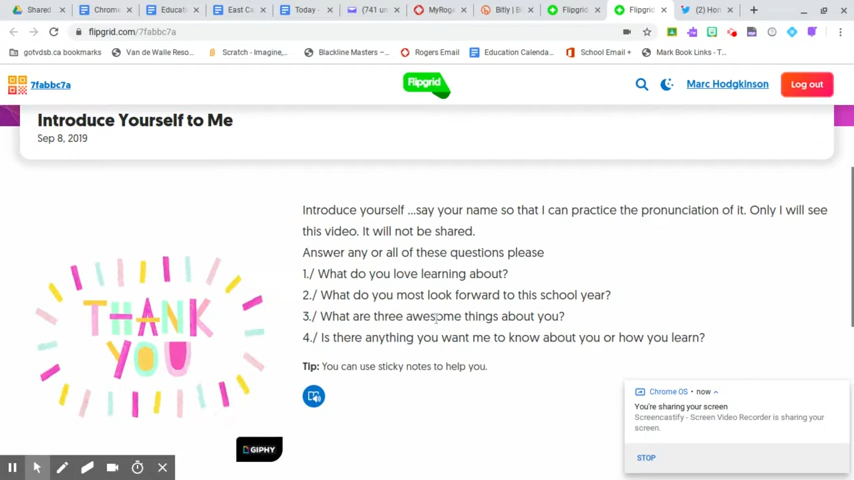 Shared
Chrome
Educati
East Ca
Today -
(741 un
MyRoge
Bitly | B
Flipgrid
Flipgrid
(2) Hon
flipgrid.com/7fabbc7a
gotvdsb.ca bookmarks
Van de Walle Reso...
Scratch - Imagine,...
Blackline Masters –...
Rogers Email
Education Calenda...
School Email +
Mark Book Links - T...
7fabbc7a
Flipgrid
Marc Hodgkinson
Log out
Introduce Yourself to Me
Sep 8, 2019
Introduce yourself ...say your name so that I can practice the pronunciation of it. Only I will see
this video. It will not be shared.
Answer any or all of these questions please
1./ What do you love learning about?
2./ What do you most look forward to this school year?
3./ What are three awesome things about you?
4./ Is there anything you want me to know about you or how you learn?
Tip: You can use sticky notes to help you.
THANK
YOU
GIPHY
Chrome OS • now
You're sharing your screen
Screencastify - Screen Video Recorder is sharing your
screen.
STOP